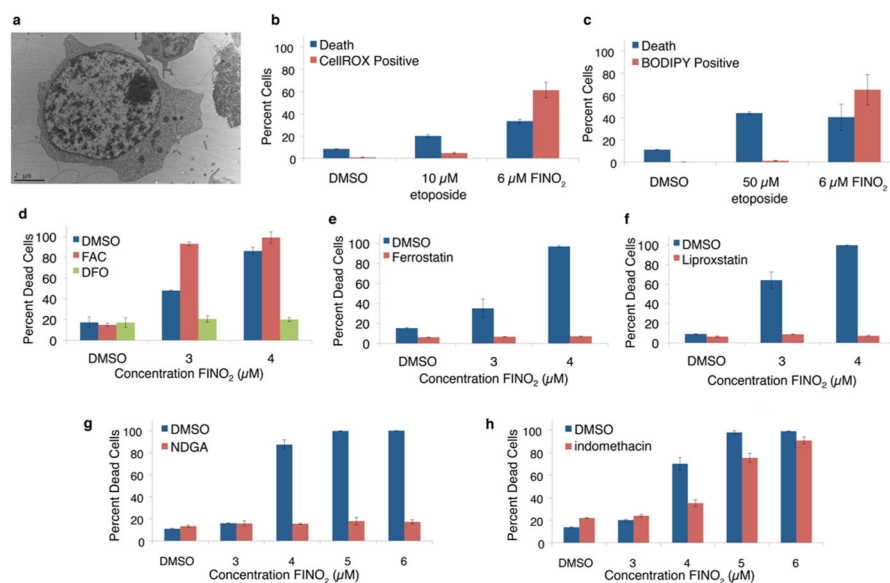 a
2 µm
b
Death
CellROX Positive
Percent Cells
100
80
60
40
20
0
DMSO
10 µM
etoposide
6 µM FINO₂
c
Death
BODIPY Positive
Percent Cells
100
80
60
40
20
0
DMSO
50 µM
etoposide
6 µM FINO₂
d
DMSO
FAC
DFO
Percent Dead Cells
100
80
60
40
20
0
DMSO
3
4
Concentration FINO₂ (µM)
e
DMSO
Ferrostatin
Percent Dead Cells
100
80
60
40
20
0
DMSO
3
4
Concentration FINO₂ (µM)
f
DMSO
Liproxstatin
Percent Dead Cells
100
80
60
40
20
0
DMSO
3
4
Concentration FINO₂ (µM)
g
DMSO
NDGA
Percent Dead Cells
100
80
60
40
20
0
DMSO
3
4
5
6
Concentration FINO₂ (µM)
h
DMSO
indomethacin
Percent Dead Cells
100
80
60
40
20
0
DMSO
3
4
5
6
Concentration FINO₂ (µM)